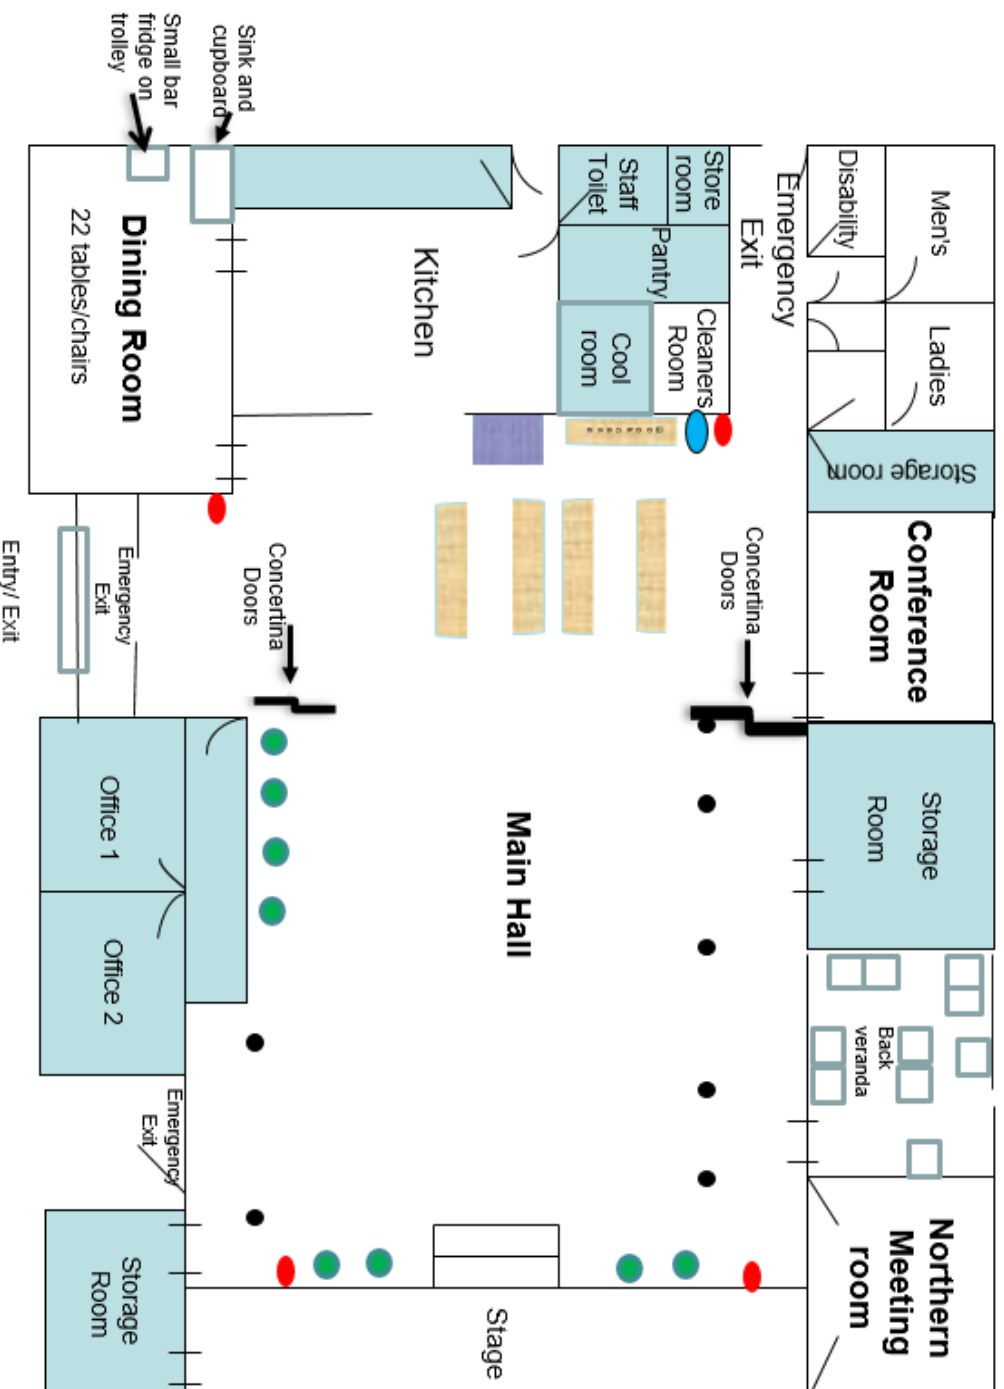 Men's
Ladies
Disability
Storage room
Conference
Room
Storage
Room
Back
veranda
Northern
Meeting
room
Emergency
Exit
Store
room
Staff
Toilet
Pantry
Cleaners
Room
Cool
room
Concertina
Doors
Kitchen
Main Hall
Stage
Sink and
cupboard
Small bar
fridge on
trolley
Dining Room
22 tables/chairs
Concertina
Doors
Emergency
Exit
Entry/ Exit
Office 1
Office 2
Emergency
Exit
Storage
Room